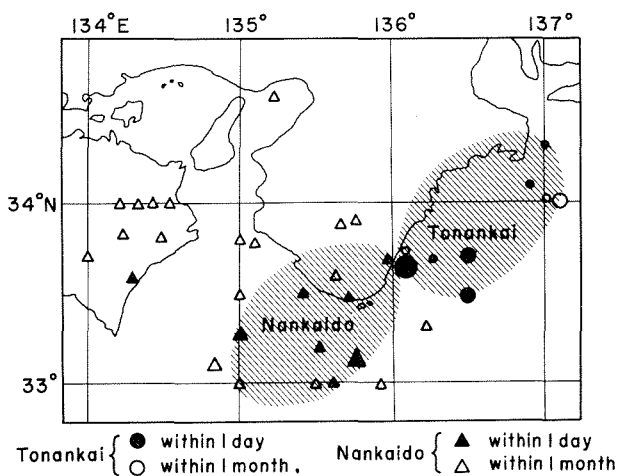 134°E 135° 136° 137°
34°N
Tonankai
Nankaido
33°
Tonankai { ● within 1 day Nankaido { ▲ within 1 day
○ within 1 month. △ within 1 month